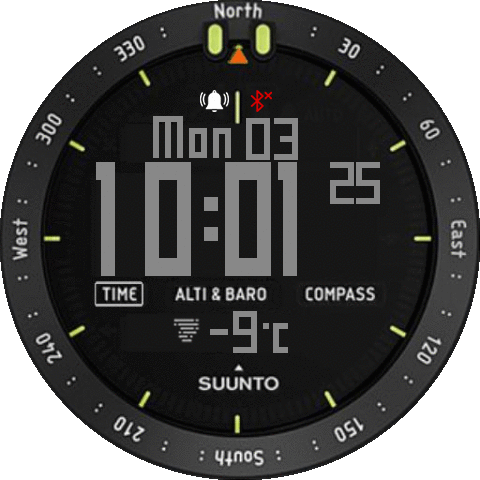 North
330
30
300
60
Mon 03
10:01 25
West
East
TIME ALTI & BARO COMPASS
-9°C
240
120
SUUNTO
210
150
South